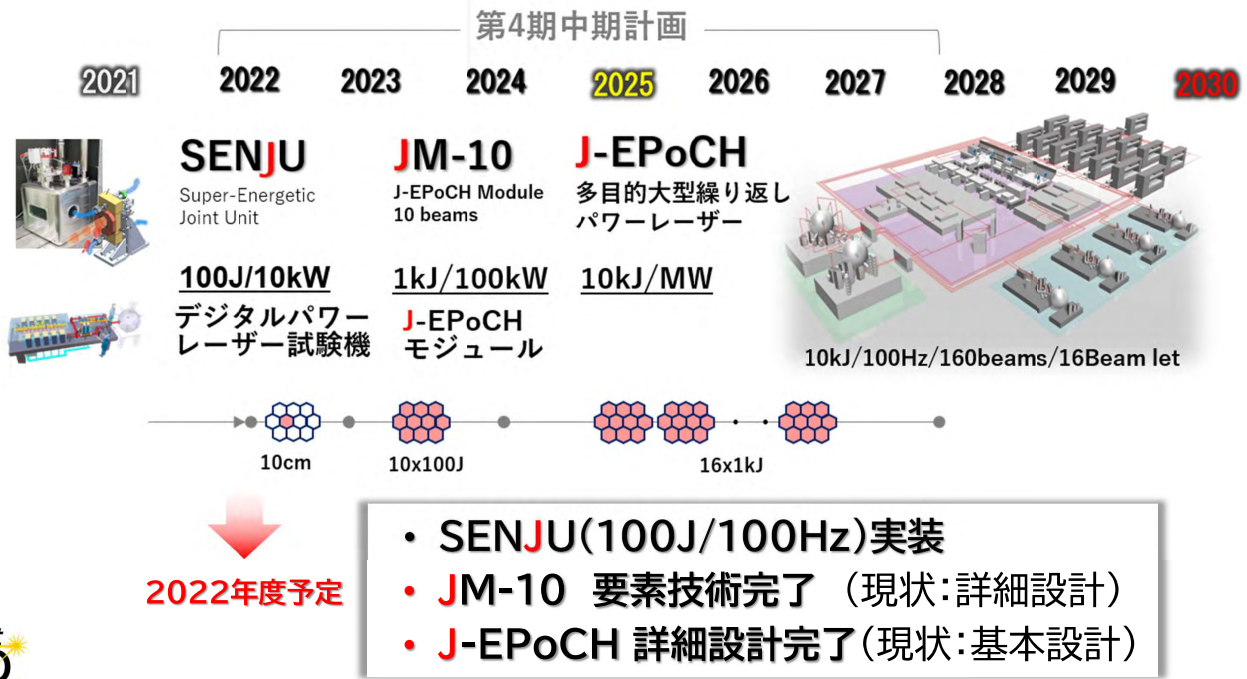 第4期中期計画
2021 2022 2023 2024 2025 2026 2027 2028 2029 2030
SENJU
Super-Energetic
Joint Unit
100J/10kW
デジタルパワー
レーザー試験機
JM-10
J-EPoCH Module
10 beams
1kJ/100kW
J-EPoCH
モジュール
J-EPoCH
多目的大型繰り返し
パワーレーザー
10kJ/MW
10kJ/100Hz/160beams/16Beam let
10cm
10x100J
16x1kJ
2022年度予定
・ SENJU(100J/100Hz)実装
・ JM-10 要素技術完了 （現状：詳細設計）
・ J-EPoCH 詳細設計完了（現状：基本設計）